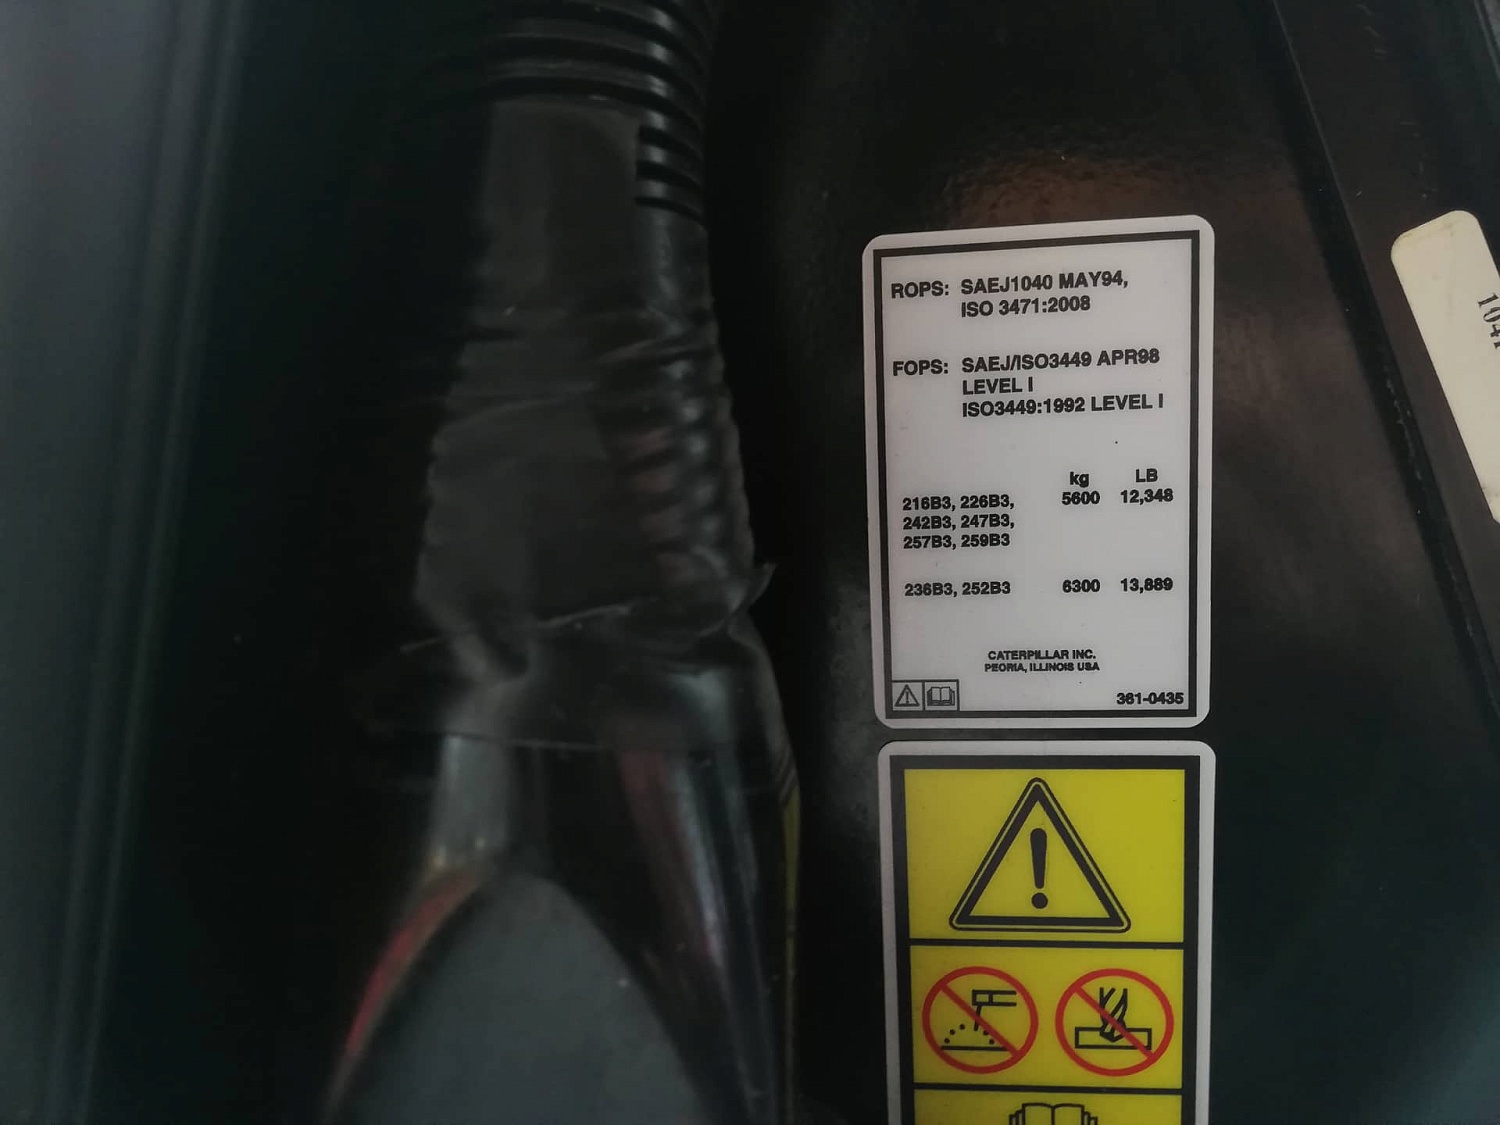 ROPS: SAEJ1040 MAY94,
ISO 3471:2008
FOPS: SAEJ/ISO3449 APR98
LEVEL I
ISO3449:1992 LEVEL I
kg LB
216B3, 226B3, 5600 12,348
242B3, 247B3,
257B3, 259B3
236B3, 252B3 6300 13,889
CATERPILLAR INC.
PEORIA, ILLINOIS USA
361-0435